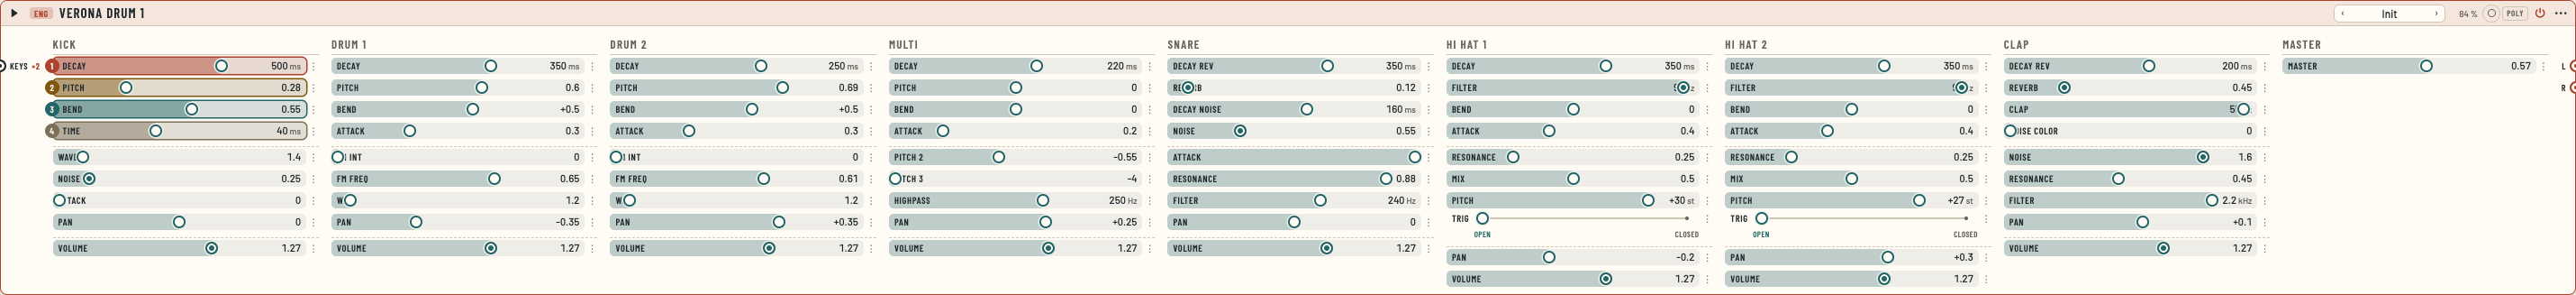 ENG VERONA DRUM 1 Init 84 % POLY
KICK DRUM 1 DRUM 2 MULTI SNARE HI HAT 1 HI HAT 2 CLAP MASTER
KEYS ×2 1 DECAY 500 ms DECAY 350 ms DECAY 250 ms DECAY 220 ms DECAY REV 350 ms DECAY 350 ms DECAY 350 ms DECAY REV 200 ms MASTER 0.57 L
2 PITCH 0.28 PITCH 0.6 PITCH 0.69 PITCH 0 0.12 FILTER FILTER REVERB 0.45 R
3 BEND 0.55 BEND +0.5 BEND +0.5 BEND 0 DECAY NOISE 160 ms BEND 0 BEND 0 CLAP
4 TIME 40 ms ATTACK 0.3 ATTACK 0.3 ATTACK 0.2 NOISE 0.55 ATTACK 0.4 ATTACK 0.4 COLOR 0
1.4 INT 0 INT 0 PITCH 2 -0.55 ATTACK RESONANCE 0.25 RESONANCE 0.25 NOISE 1.6
NOISE 0.25 FM FREQ 0.65 FM FREQ 0.61 3 -4 RESONANCE 0.88 MIX 0.5 MIX 0.5 RESONANCE 0.45
0 1.2 1.2 HIGHPASS 250 Hz FILTER 240 Hz PITCH +30 st PITCH +27 st FILTER 2.2 kHz
PAN 0 PAN -0.35 PAN +0.35 PAN +0.25 PAN 0 TRIG TRIG PAN +0.1
OPEN CLOSED OPEN CLOSED
VOLUME 1.27 VOLUME 1.27 VOLUME 1.27 VOLUME 1.27 VOLUME 1.27 PAN -0.2 PAN +0.3 VOLUME 1.27
VOLUME 1.27 VOLUME 1.27